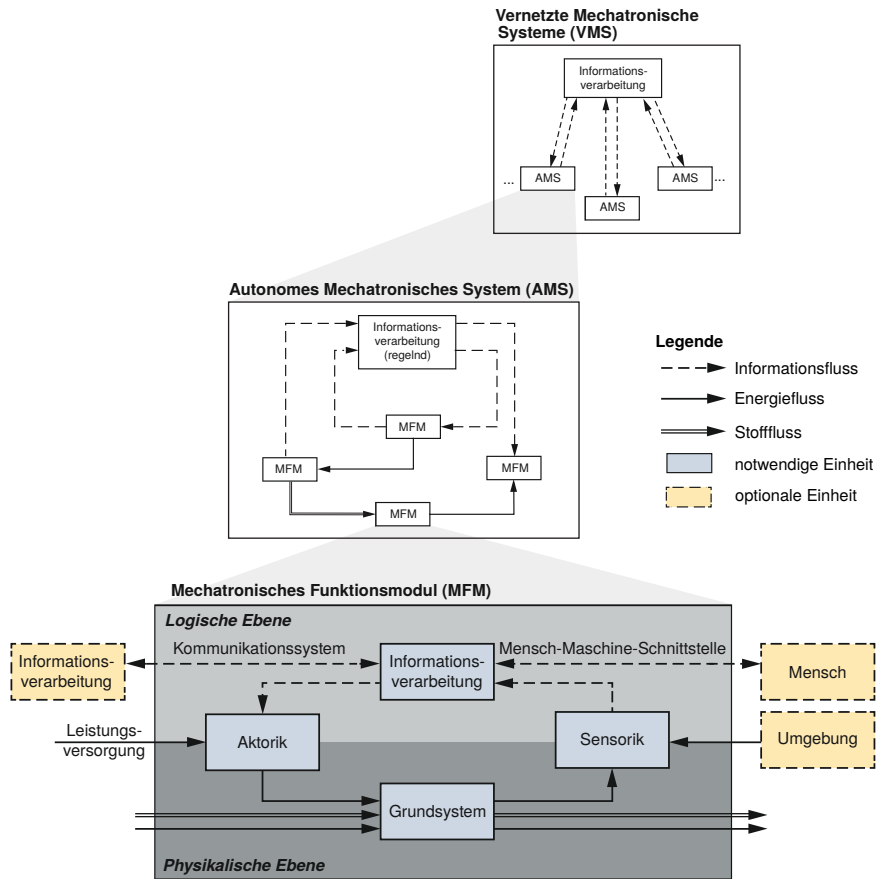 Vernetzte Mechatronische
Systeme (VMS)
Informations-
verarbeitung
... AMS
AMS
AMS ...
Autonomes Mechatronisches System (AMS)
Informations-
verarbeitung
(regelnd)
MFM
MFM
MFM
MFM
Legende
Informationsfluss
Energiefluss
Stofffluss
notwendige Einheit
optionale Einheit
Mechatronisches Funktionsmodul (MFM)
Logische Ebene
Informations-
verarbeitung
Kommunikationssystem
Informations-
verarbeitung
Mensch-Maschine-Schnittstelle
Mensch
Leistungs-
versorgung
Aktorik
Sensorik
Umgebung
Grundsystem
Physikalische Ebene